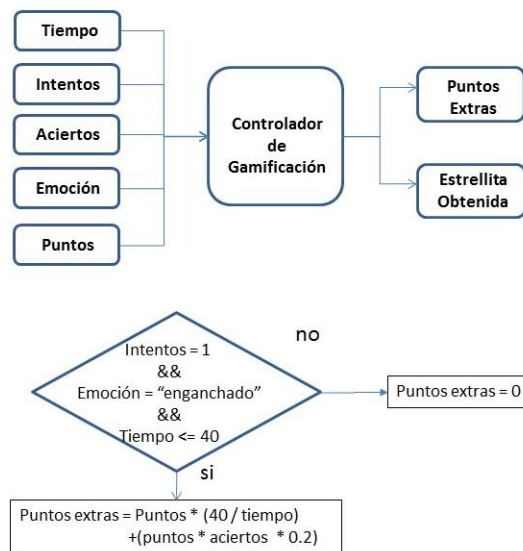 Tiempo
Intentos
Aciertos
Emoción
Puntos
Controlador
de
Gamificación
Puntos
Extras
Estrellita
Obtenida
no
Intentos = 1
&&
Emoción = “enganchado”
&&
Tiempo <= 40
Puntos extras = 0
si
Puntos extras = Puntos * (40 / tiempo)
+(puntos * aciertos * 0.2)